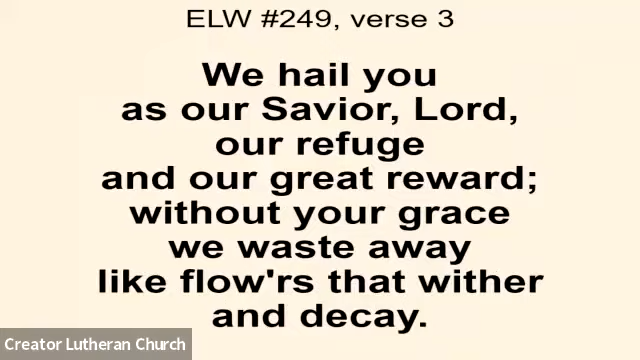 ELW #249, verse 3
We hail you
as our Savior, Lord,
our refuge
and our great reward;
without your grace
we waste away
like flow'rs that wither
and decay.
Creator Lutheran Church